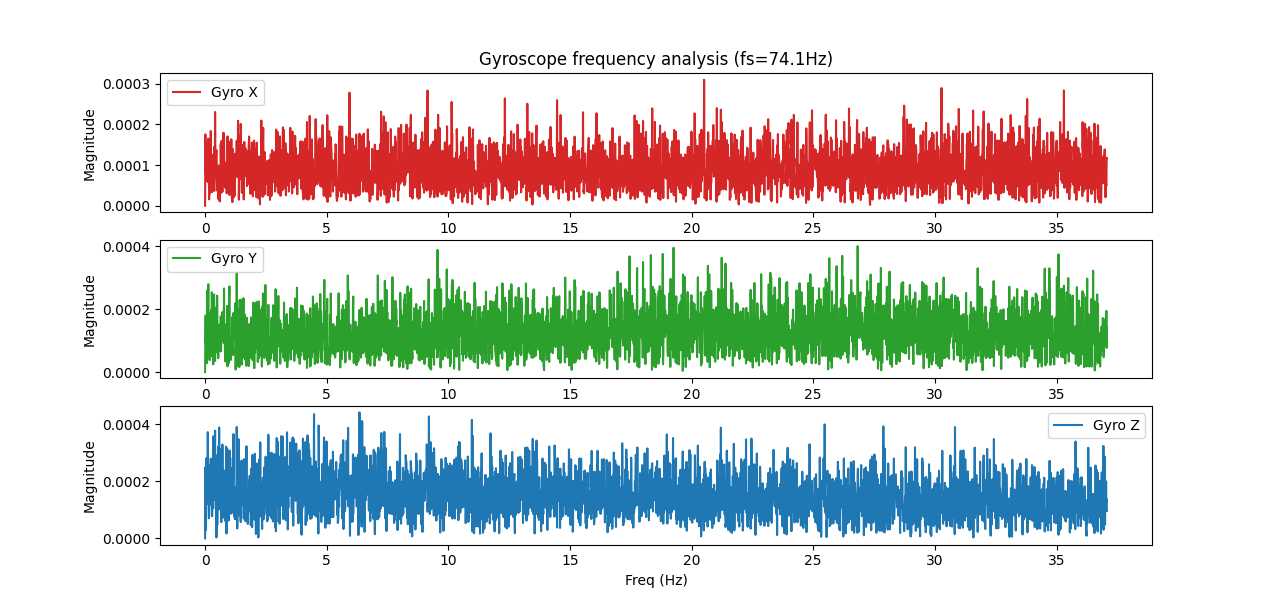 Gyroscope frequency analysis (fs=74.1Hz)
Gyro X
Magnitude
0.0003
0.0002
0.0001
0.0000
0 5 10 15 20 25 30 35
Gyro Y
Magnitude
0.0004
0.0002
0.0000
0 5 10 15 20 25 30 35
Gyro Z
Magnitude
0.0004
0.0002
0.0000
0 5 10 15 20 25 30 35
Freq (Hz)